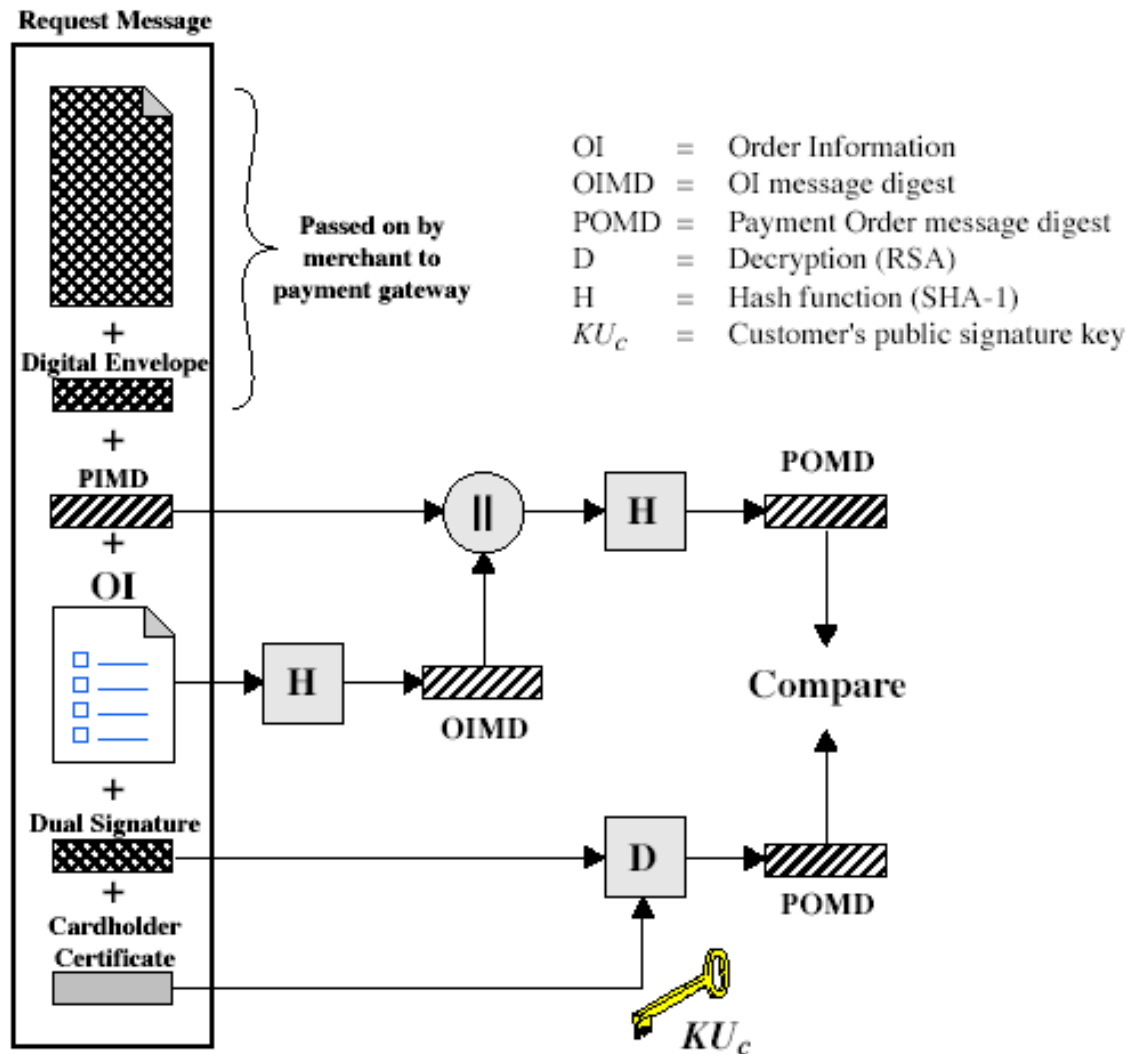 Request Message
OI = Order Information
OIMD = OI message digest
POMD = Payment Order message digest
D = Decryption (RSA)
H = Hash function (SHA-1)
KUc = Customer's public signature key
Passed on by
merchant to
payment gateway
+
Digital Envelope
+
PIMD
||
H
POMD
+
OI
H
OIMD
Compare
+
Dual Signature
D
POMD
+
Cardholder
Certificate
KUc